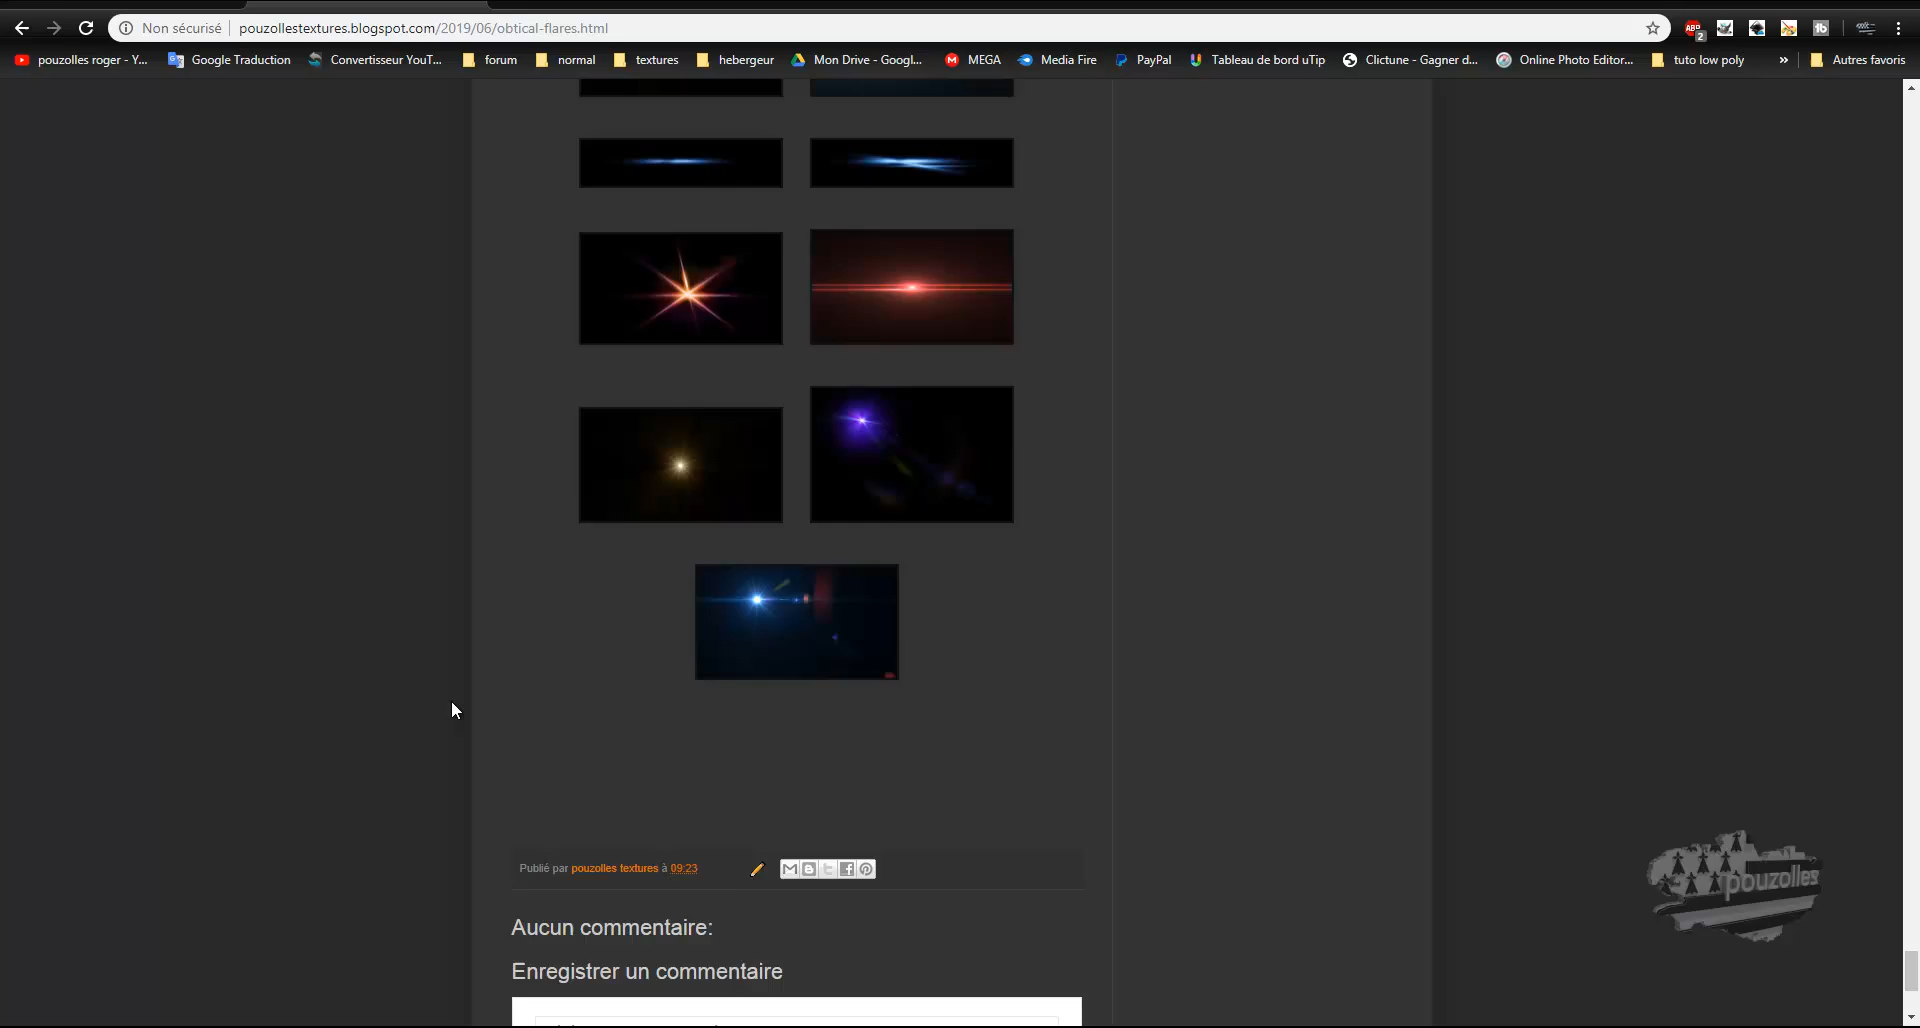 Non sécurisé
pouzollestextures.blogspot.com/2019/06/obtical-flares.html
ABP
2
pouzolles roger - Y...
Google Traduction
Convertisseur YouT...
forum
normal
textures
hebergeur
Mon Drive - Googl...
MEGA
Media Fire
PayPal
Tableau de bord uTip
Clictune - Gagner d...
Online Photo Editor...
tuto low poly
»
Autres favoris
pouzolles
Publié par pouzolles textures à 09:23
Aucun commentaire:
Enregistrer un commentaire